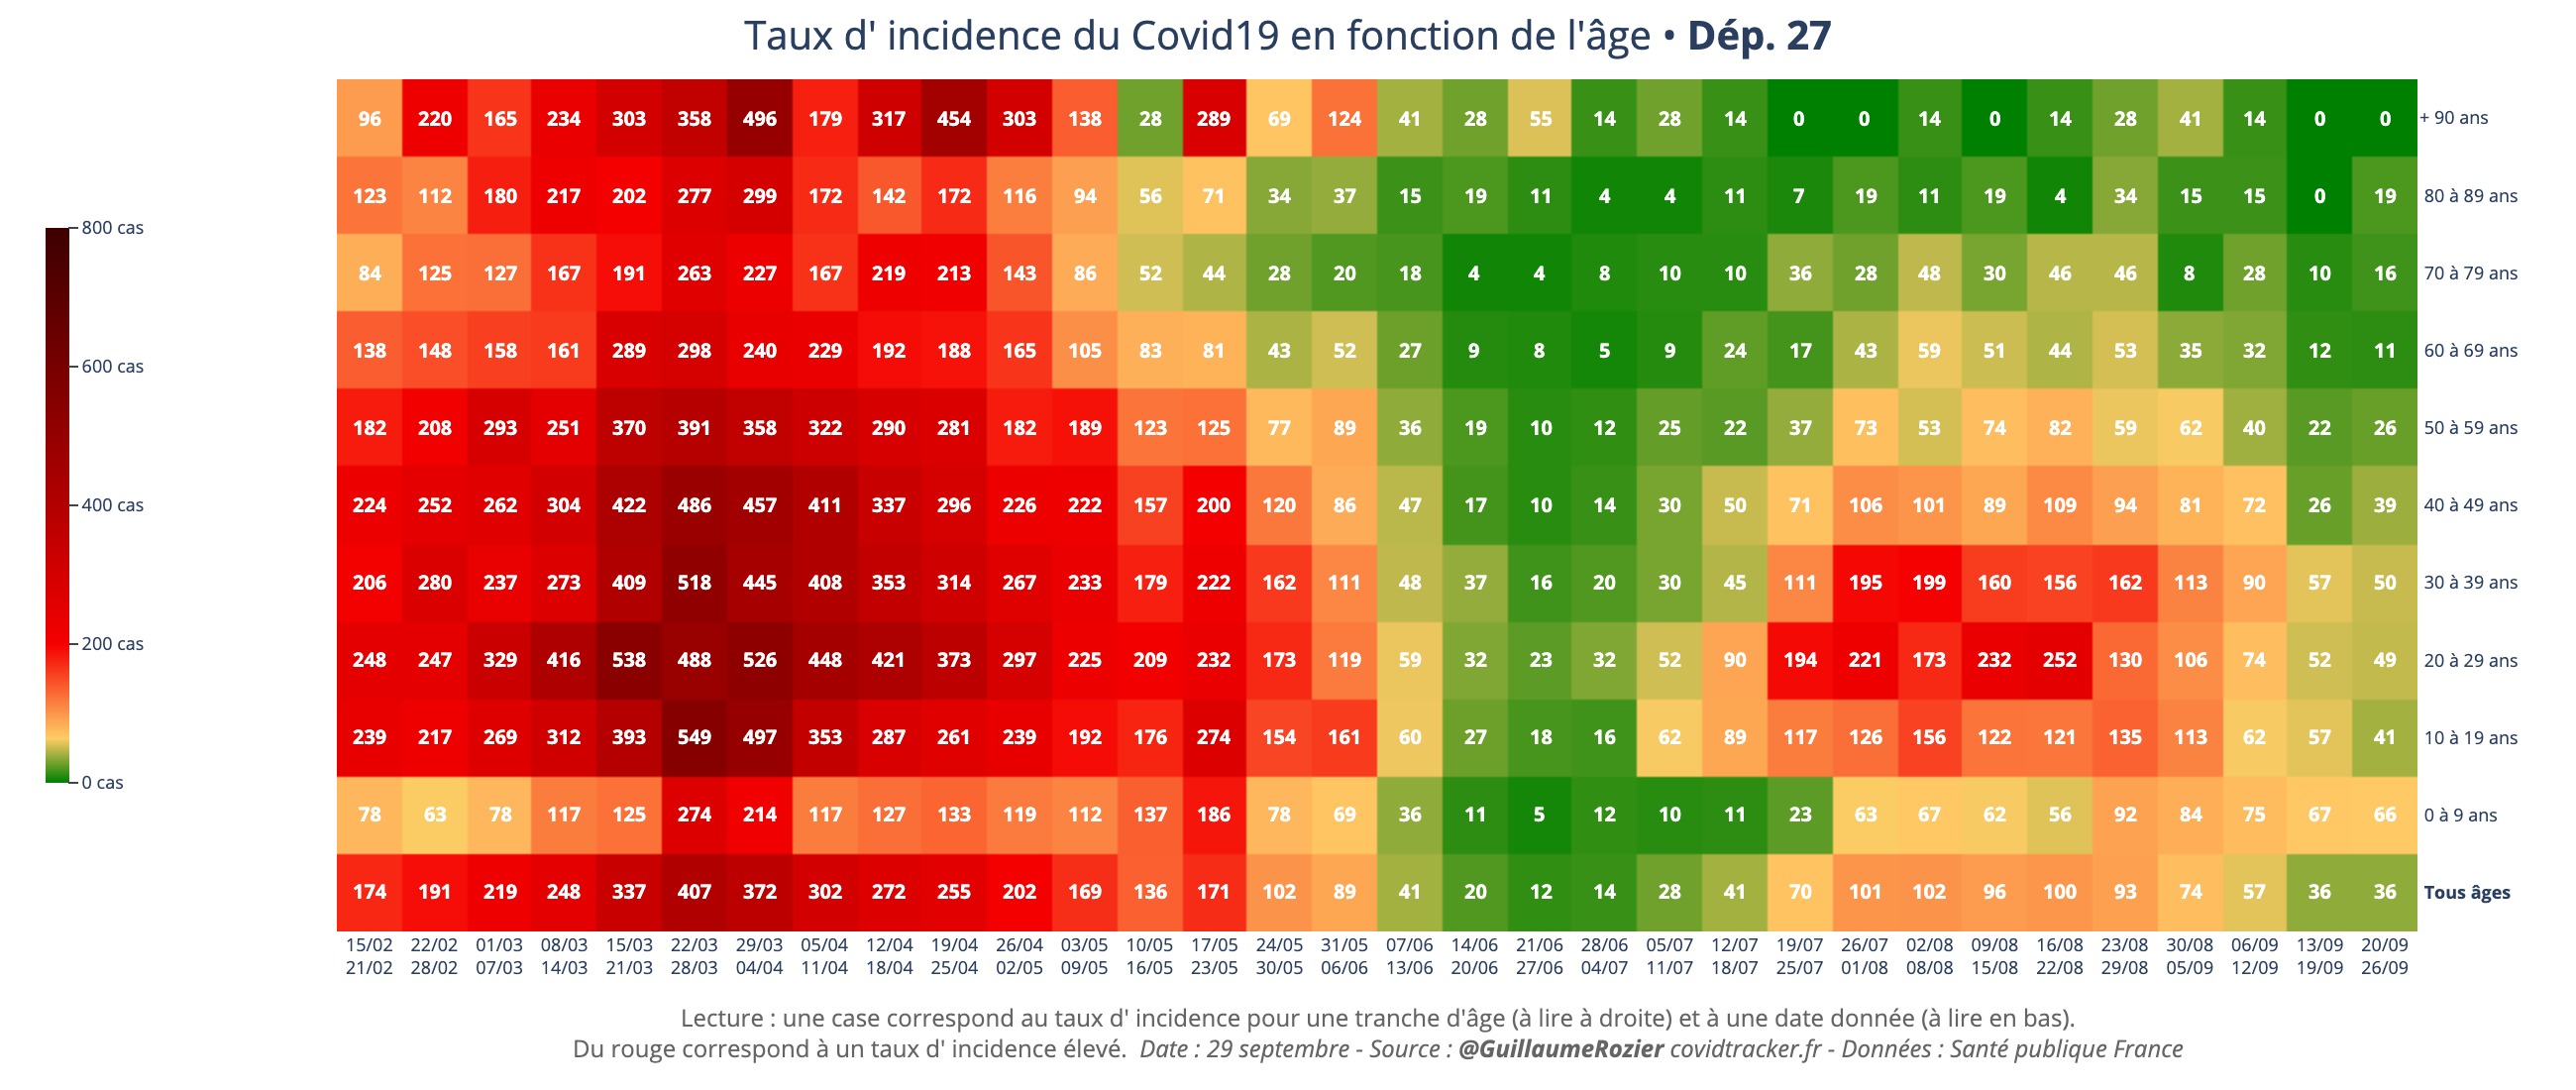 Taux d' incidence du Covid19 en fonction de l'âge • Dép. 27
800 cas
600 cas
400 cas
200 cas
0 cas
96 220 165 234 303 358 496 179 317 454 303 138 28 289 69 124 41 28 55 14 28 14 0 0 14 0 14 28 41 14 0 0 + 90 ans
123 112 180 217 202 277 299 172 142 172 116 94 56 71 34 37 15 19 11 4 4 11 7 19 11 19 4 34 15 15 0 19 80 à 89 ans
84 125 127 167 191 263 227 167 219 213 143 86 52 44 28 20 18 4 4 8 10 10 36 28 48 30 46 46 8 28 10 16 70 à 79 ans
138 148 158 161 289 298 240 229 192 188 165 105 83 81 43 52 27 9 8 5 9 24 17 43 59 51 44 53 35 32 12 11 60 à 69 ans
182 208 293 251 370 391 358 322 290 281 182 189 123 125 77 89 36 19 10 12 25 22 37 73 53 74 82 59 62 40 22 26 50 à 59 ans
224 252 262 304 422 486 457 411 337 296 226 222 157 200 120 86 47 17 10 14 30 50 71 106 101 89 109 94 81 72 26 39 40 à 49 ans
206 280 237 273 409 518 445 408 353 314 267 233 179 222 162 111 48 37 16 20 30 45 111 195 199 160 156 162 113 90 57 50 30 à 39 ans
248 247 329 416 538 488 526 448 421 373 297 225 209 232 173 119 59 32 23 32 52 90 194 221 173 232 252 130 106 74 52 49 20 à 29 ans
239 217 269 312 393 549 497 353 287 261 239 192 176 274 154 161 60 27 18 16 62 89 117 126 156 122 121 135 113 62 57 41 10 à 19 ans
78 63 78 117 125 274 214 117 127 133 119 112 137 186 78 69 36 11 5 12 10 11 23 63 67 62 56 92 84 75 67 66 0 à 9 ans
174 191 219 248 337 407 372 302 272 255 202 169 136 171 102 89 41 20 12 14 28 41 70 101 102 96 100 93 74 57 36 36 Tous âges
15/02 22/02 01/03 08/03 15/03 22/03 29/03 05/04 12/04 19/04 26/04 03/05 10/05 17/05 24/05 31/05 07/06 14/06 21/06 28/06 05/07 12/07 19/07 26/07 02/08 09/08 16/08 23/08 30/08 06/09 13/09 20/09
21/02 28/02 07/03 14/03 21/03 28/03 04/04 11/04 18/04 25/04 02/05 09/05 16/05 23/05 30/05 06/06 13/06 20/06 27/06 04/07 11/07 18/07 25/07 01/08 08/08 15/08 22/08 29/08 05/09 12/09 19/09 26/09
Lecture : une case correspond au taux d' incidence pour une tranche d'âge (à lire à droite) et à une date donnée (à lire en bas).
Du rouge correspond à un taux d' incidence élevé. Date : 29 septembre - Source : @GuillaumeRozier covidtracker.fr - Données : Santé publique France